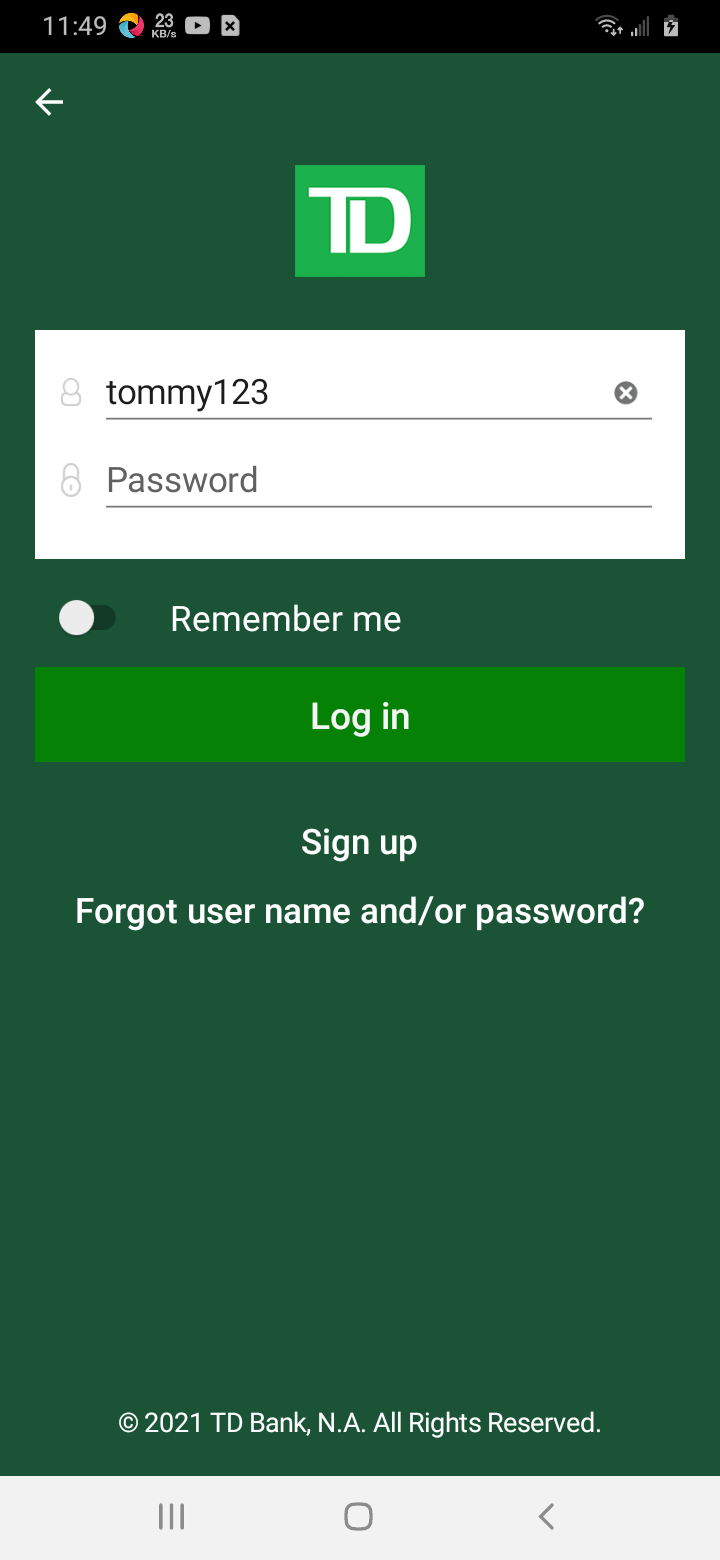 11:49 23 KB/s
TD
tommy123
Password
Remember me
Log in
Sign up
Forgot user name and/or password?
© 2021 TD Bank, N.A. All Rights Reserved.